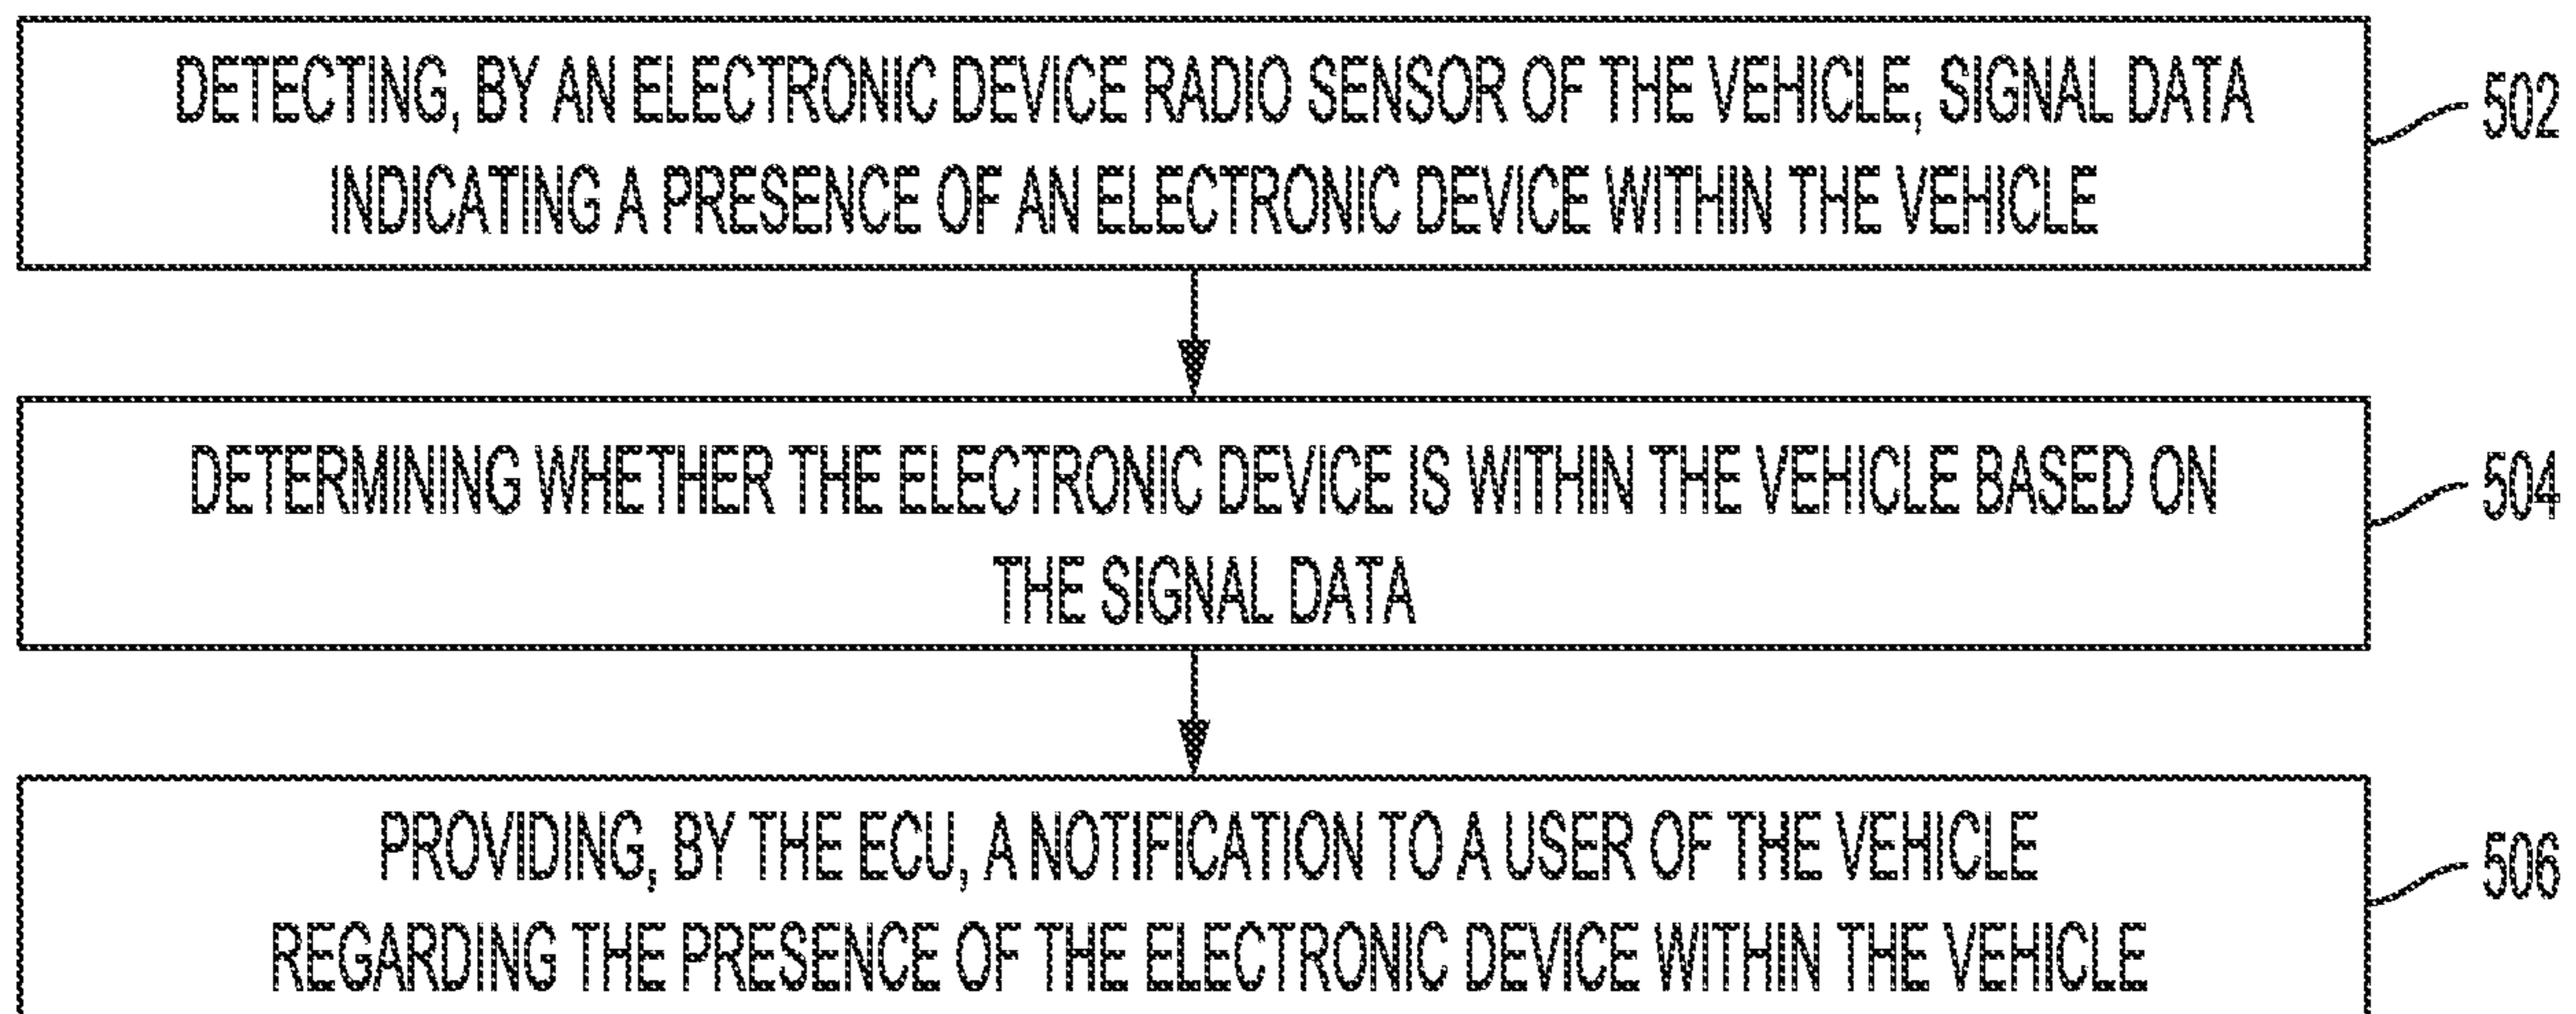 DETECTING, BY AN ELECTRONIC DEVICE RADIO SENSOR OF THE VEHICLE, SIGNAL DATA
INDICATING A PRESENCE OF AN ELECTRONIC DEVICE WITHIN THE VEHICLE
502
DETERMINING WHETHER THE ELECTRONIC DEVICE IS WITHIN THE VEHICLE BASED ON
THE SIGNAL DATA
504
PROVIDING, BY THE ECU, A NOTIFICATION TO A USER OF THE VEHICLE
REGARDING THE PRESENCE OF THE ELECTRONIC DEVICE WITHIN THE VEHICLE
506